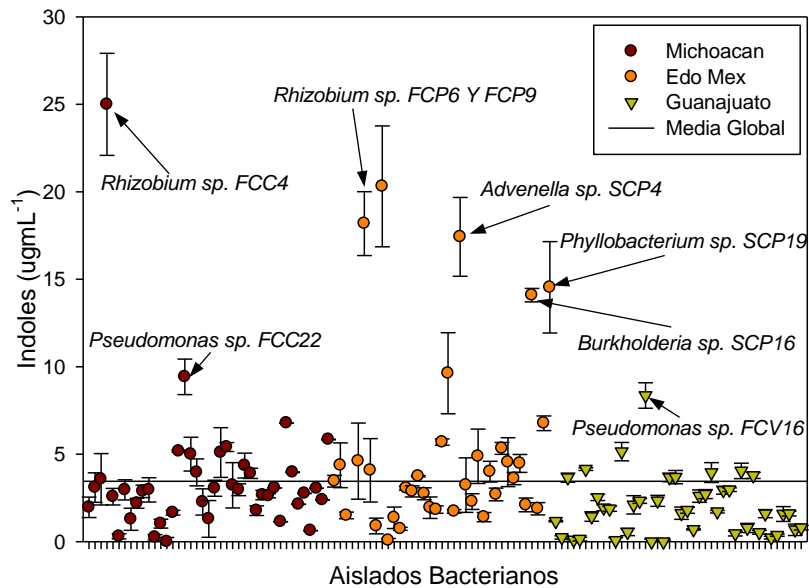 30
25
20
15
10
5
0
Indoles (ugmL⁻¹)
Michoacan
Edo Mex
Guanajuato
Media Global
Rhizobium sp. FCP6 Y FCP9
Rhizobium sp. FCC4
Advenella sp. SCP4
Phyllobacterium sp. SCP19
Burkholderia sp. SCP16
Pseudomonas sp. FCC22
Pseudomonas sp. FCV16
Aislados Bacterianos